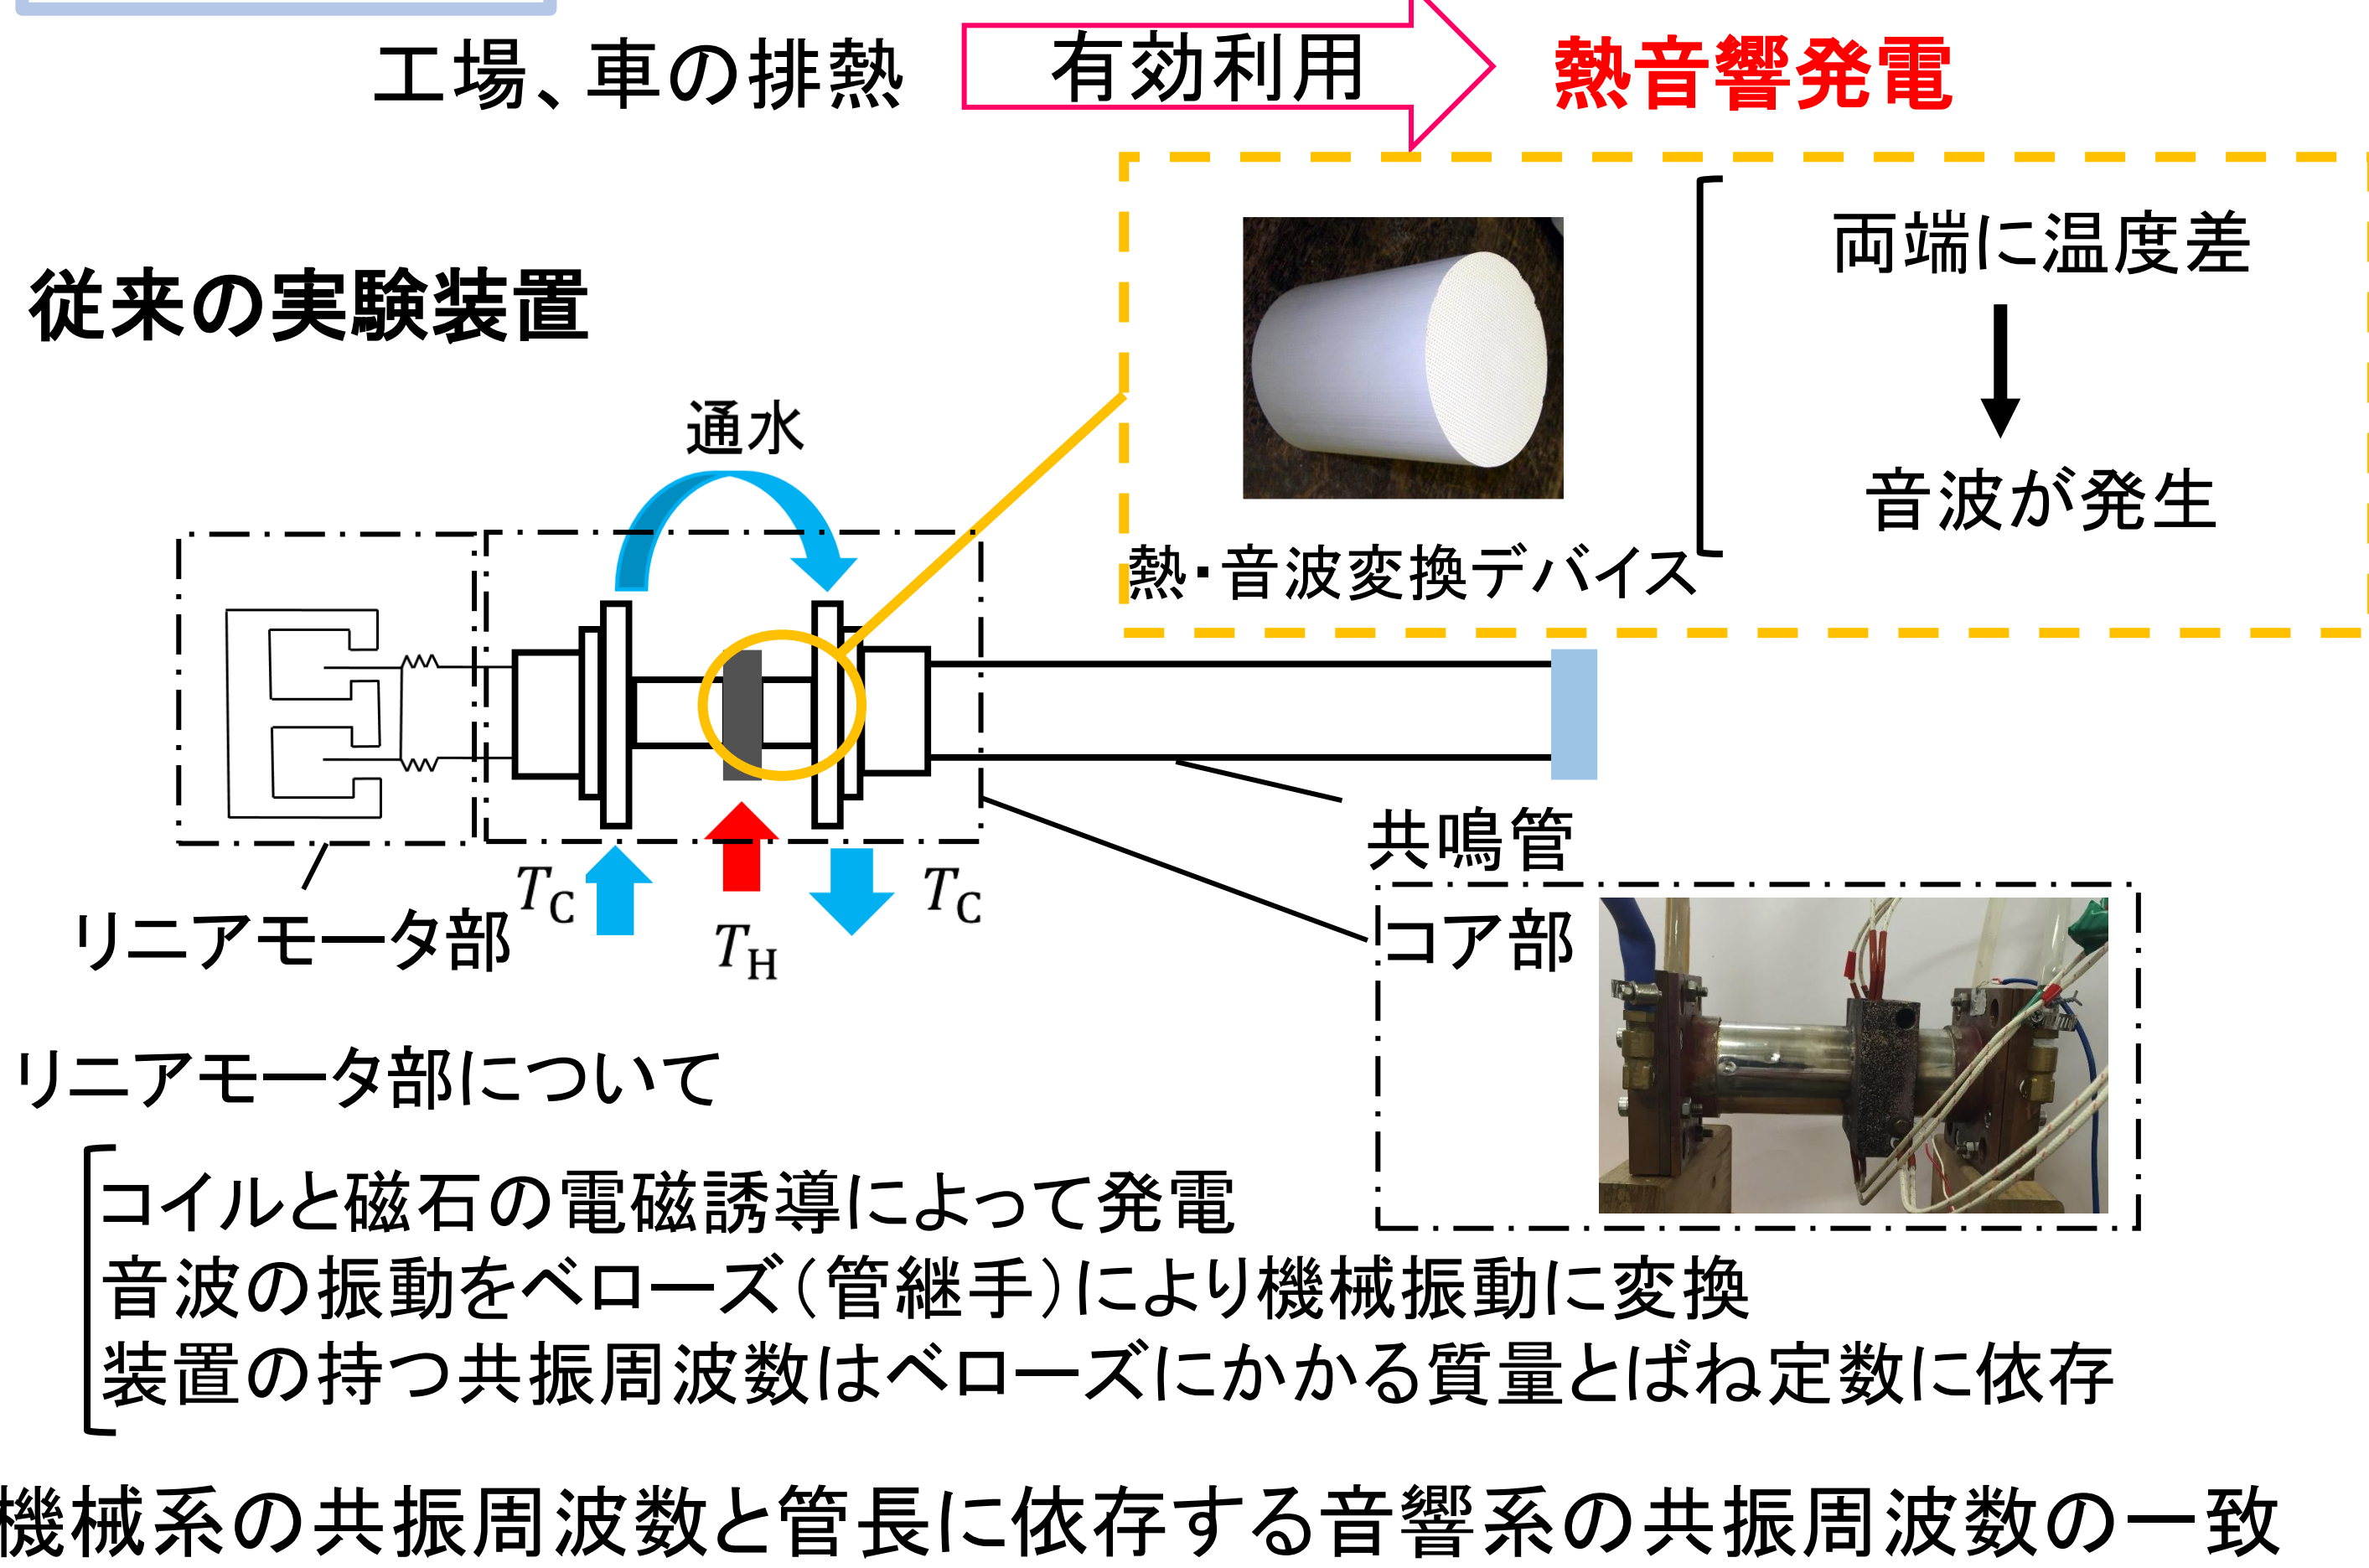 工場、車の排熱
有効利用
熱音響発電
従来の実験装置
両端に温度差
音波が発生
熱・音波変換デバイス
通水
共鳴管
コア部
リニアモータ部
TC
TH
TC
リニアモータ部について
コイルと磁石の電磁誘導によって発電
音波の振動をベローズ（管継手）により機械振動に変換
装置の持つ共振周波数はベローズにかかる質量とばね定数に依存
機械系の共振周波数と管長に依存する音響系の共振周波数の一致